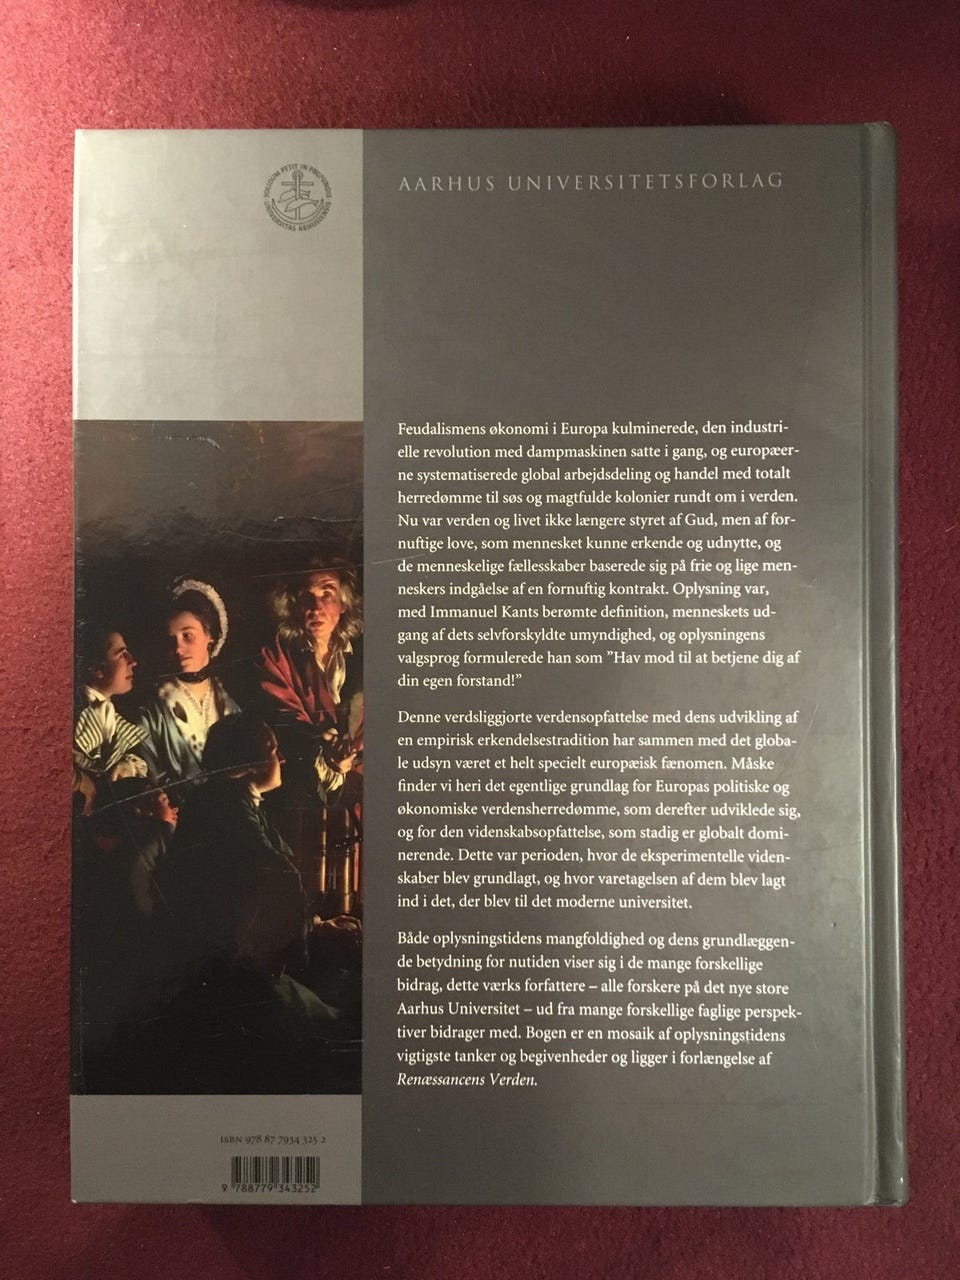 SOLIDUM PETIT IN PROFUNDIS
UNIVERSITAS ARHUSIENSIS
AARHUS UNIVERSITETSFORLAG
Feudalismens økonomi i Europa kulminerede, den industri-
elle revolution med dampmaskinen satte i gang, og europæer-
ne systematiserede global arbejdsdeling og handel med totalt
herredømme til søs og magtfulde kolonier rundt om i verden.
Nu var verden og livet ikke længere styret af Gud, men af for-
nuftige love, som mennesket kunne erkende og udnytte, og
de menneskelige fællesskaber baserede sig på frie og lige men-
neskers indgåelse af en fornuftig kontrakt. Oplysning var,
med Immanuel Kants berømte definition, menneskets ud-
gang af dets selvforskyldte umyndighed, og oplysningens
valgsprog formulerede han som ”Hav mod til at betjene dig af
din egen forstand!”
Denne verdsliggjorte verdensopfattelse med dens udvikling af
en empirisk erkendelsestradition har sammen med det globa-
le udsyn været et helt specielt europæisk fænomen. Måske
finder vi heri det egentlige grundlag for Europas politiske og
økonomiske verdensherredømme, som derefter udviklede sig,
og for den videnskabsopfattelse, som stadig er globalt domi-
nerende. Dette var perioden, hvor de eksperimentelle viden-
skaber blev grundlagt, og hvor varetagelsen af dem blev lagt
ind i det, der blev til det moderne universitet.
Både oplysningstidens mangfoldighed og dens grundlæggen-
de betydning for nutiden viser sig i de mange forskellige
bidrag, dette værks forfattere – alle forskere på det nye store
Aarhus Universitet – ud fra mange forskellige faglige perspek-
tiver bidrager med. Bogen er en mosaik af oplysningstidens
vigtigste tanker og begivenheder og ligger i forlængelse af
Renæssancens Verden.
ISBN 978 87 7934 325 2
9 788779 343252